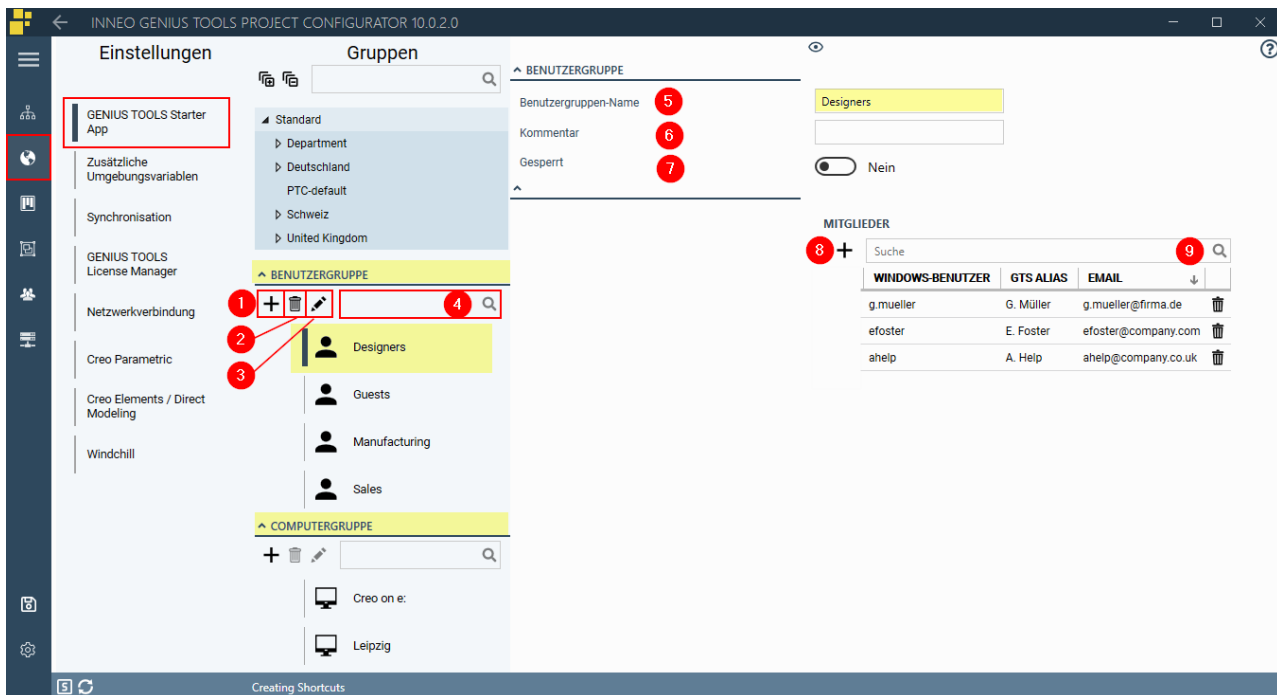 INNEO GENIUS TOOLS PROJECT CONFIGURATOR 10.0.2.0
Einstellungen
GENIUS TOOLS Starter
App
Zusätzliche
Umgebungsvariablen
Synchronisation
GENIUS TOOLS
License Manager
Netzwerkverbindung
Creo Parametric
Creo Elements / Direct
Modeling
Windchill
Gruppen
Standard
Department
Deutschland
PTC-default
Schweiz
United Kingdom
BENUTZERGRUPPE
1
4
2
3
Designers
Guests
Manufacturing
Sales
COMPUTERGRUPPE
Creo on e:
Leipzig
BENUTZERGRUPPE
Benutzergruppen-Name 5 Designers
Kommentar 6
Gesperrt 7 Nein
MITGLIEDER
8 Suche 9
WINDOWS-BENUTZER GTS ALIAS EMAIL
g.mueller G. Müller g.mueller@firma.de
efoster E. Foster efoster@company.com
ahelp A. Help ahelp@company.co.uk
S Creating Shortcuts